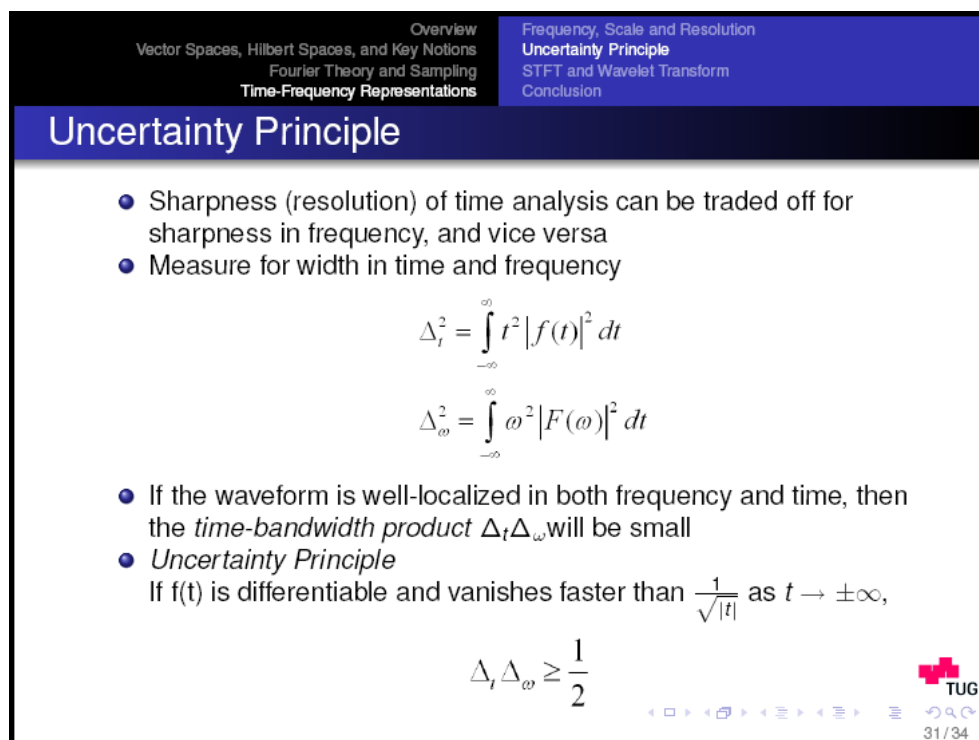 Overview
Vector Spaces, Hilbert Spaces, and Key Notions
Fourier Theory and Sampling
Time-Frequency Representations
Frequency, Scale and Resolution
Uncertainty Principle
STFT and Wavelet Transform
Conclusion
Uncertainty Principle
Sharpness (resolution) of time analysis can be traded off for
sharpness in frequency, and vice versa
Measure for width in time and frequency
Δ_t^2 = ∫_{-∞}^{∞} t^2 |f(t)|^2 dt
Δ_ω^2 = ∫_{-∞}^{∞} ω^2 |F(ω)|^2 dt
If the waveform is well-localized in both frequency and time, then
the time-bandwidth product Δ_tΔ_ω will be small
Uncertainty Principle
If f(t) is differentiable and vanishes faster than 1/√|t| as t → ±∞,
Δ_t Δ_ω ≥ 1/2
TUG
31/34